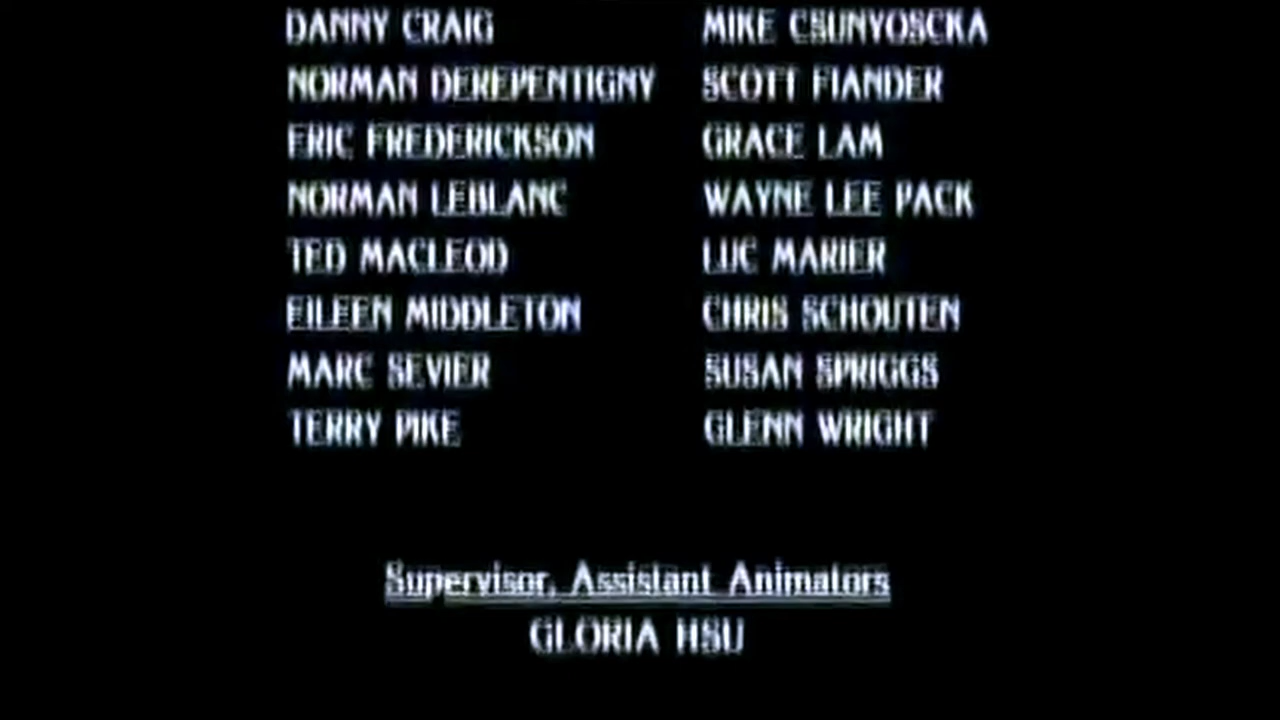 DANNY CRAIG MIKE CSUNYOSCKA
NORMAN DEREPENTIGNY SCOTT FIANDER
ERIC FREDERICKSON GRACE LAM
NORMAN LEBLANC WAYNE LEE PACK
TED MACLEOD LUC MARIER
EILEEN MIDDLETON CHRIS SCHOUTEN
MARC SEVIER SUSAN SPRIGGS
TERRY PIKE GLENN WRIGHT
Supervisor, Assistant Animators
GLORIA HSU